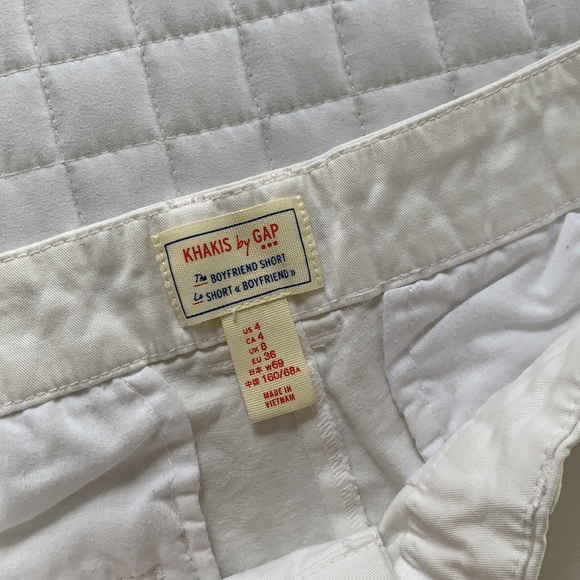 KHAKIS by GAP
The BOYFRIEND SHORT
Le SHORT « BOYFRIEND »
US 4
CA 4
UK 8
EU 36
日本 W69
中国 160/68A
MADE IN
VIETNAM